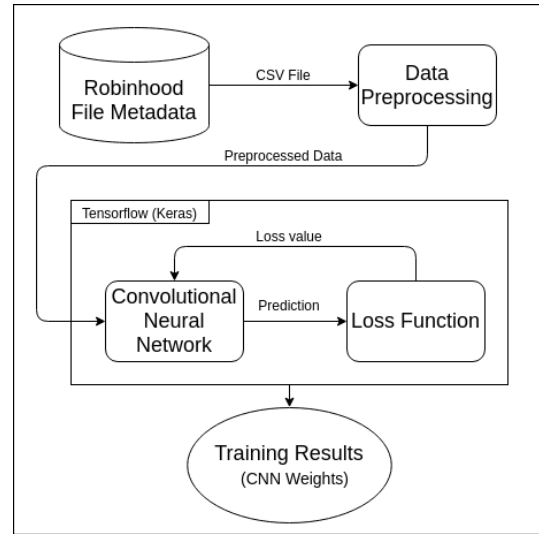 Robinhood
File Metadata
CSV File
Data
Preprocessing
Preprocessed Data
Tensorflow (Keras)
Loss value
Convolutional
Neural
Network
Prediction
Loss Function
Training Results
(CNN Weights)